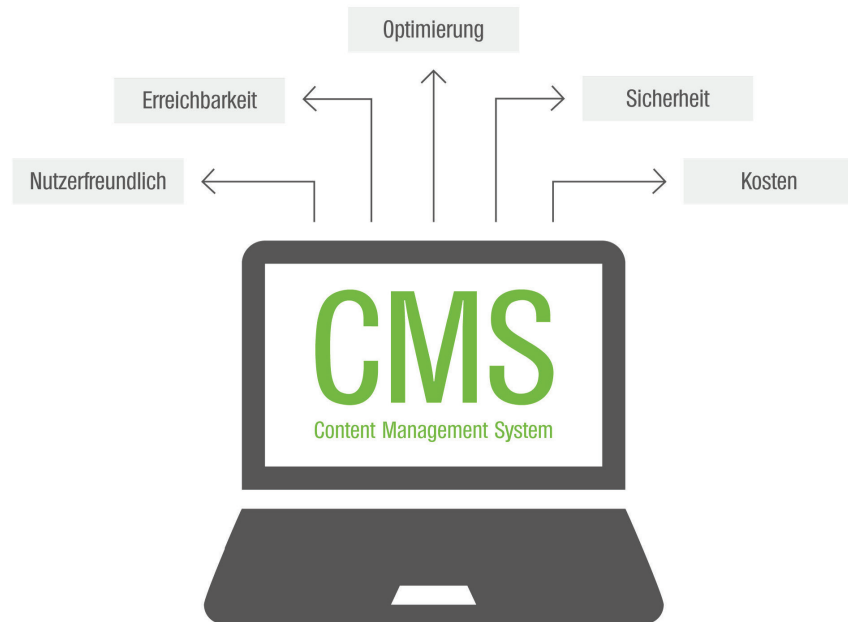 Optimierung
Erreichbarkeit
Sicherheit
Nutzerfreundlich
Kosten
CMS
Content Management System